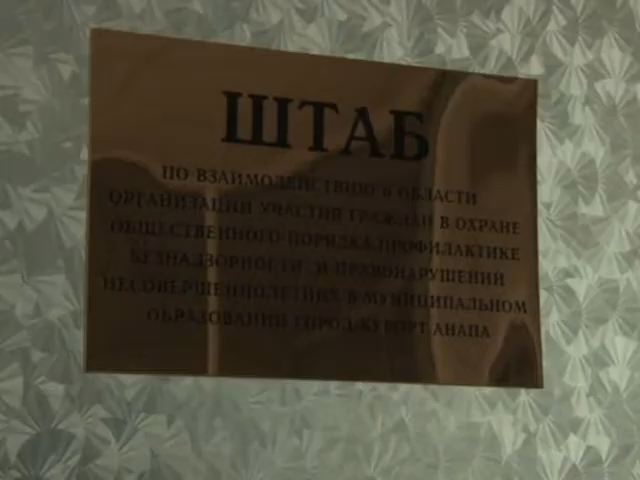 ШТАБ
ПО ВЗАИМОДЕЙСТВИЮ в ОБЛАСТИ
ОРГАНИЗАЦИИ УЧАСТИЯ ГРАЖДАН В ОХРАНЕ
ОБЩЕСТВЕННОГО ПОРЯДКА, ПРОФИЛАКТИКЕ
БЕЗНАДЗОРНОСТИ И ПРАВОНАРУШЕНИЙ
НЕСОВЕРШЕННОЛЕТНИХ В МУНИЦИПАЛЬНОМ
ОБРАЗОВАНИИ ГОРОД-КУРОРТ АНАПА